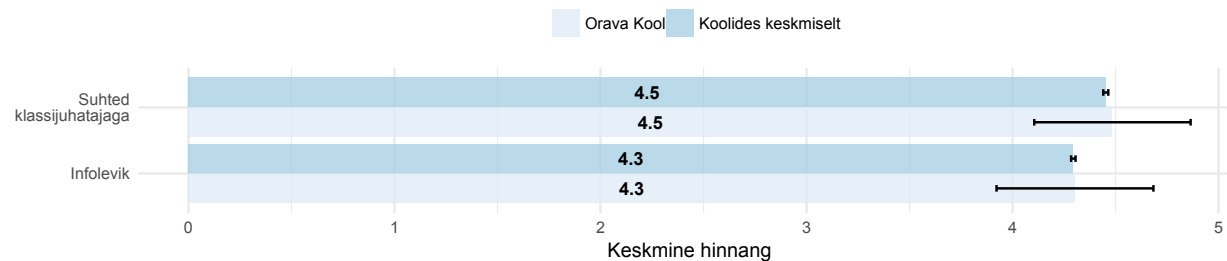 Orava Kool Koolides keskmiselt
Suhted
klassijuhatajaga
4.5
4.5
Infolevik
4.3
4.3
0 1 2 3 4 5
Keskmine hinnang